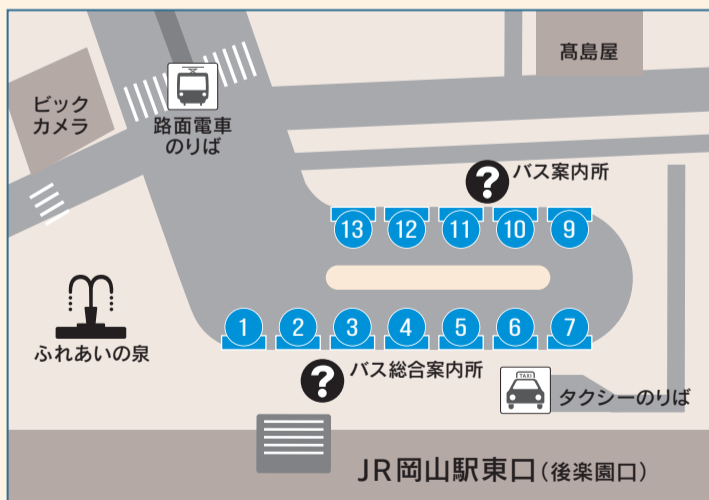 髙島屋
ビック
カメラ
TAXI
路面電車
のりば
?
バス案内所
13
12
11
10
9
1
2
3
4
5
6
7
ふれあいの泉
?
バス総合案内所
タクシーのりば
JR岡山駅東口(後楽園口)